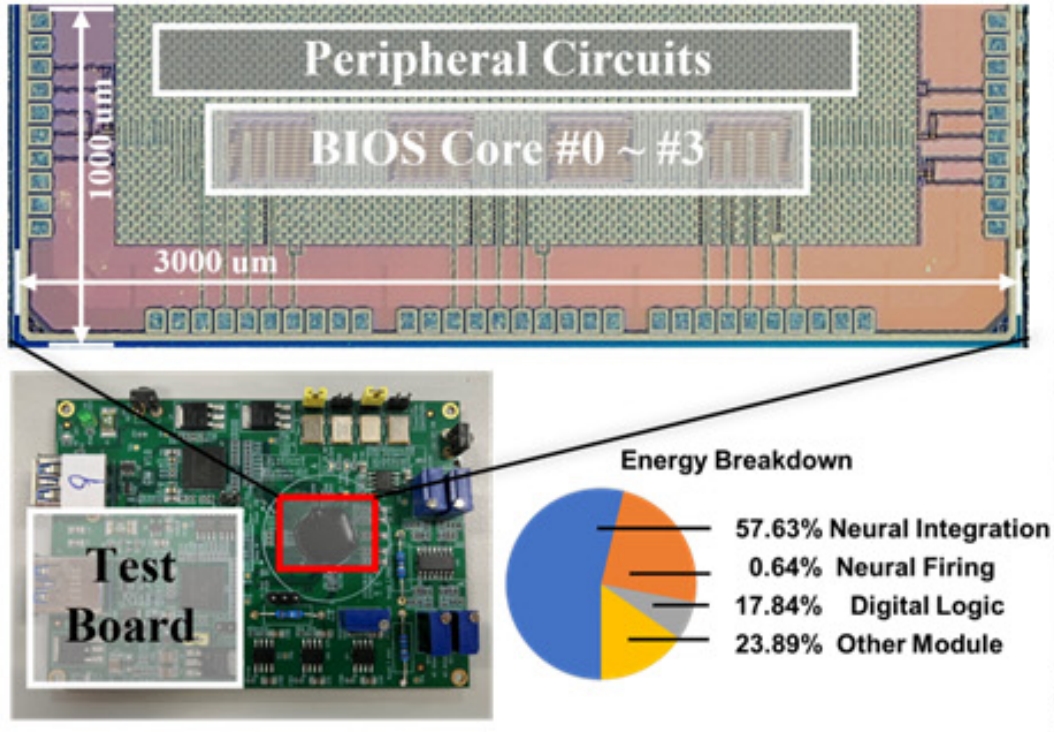 Peripheral Circuits
BIOS Core #0 ~ #3
1000 um
3000 um
9
Test
Board
Energy Breakdown
57.63% Neural Integration
0.64% Neural Firing
17.84% Digital Logic
23.89% Other Module